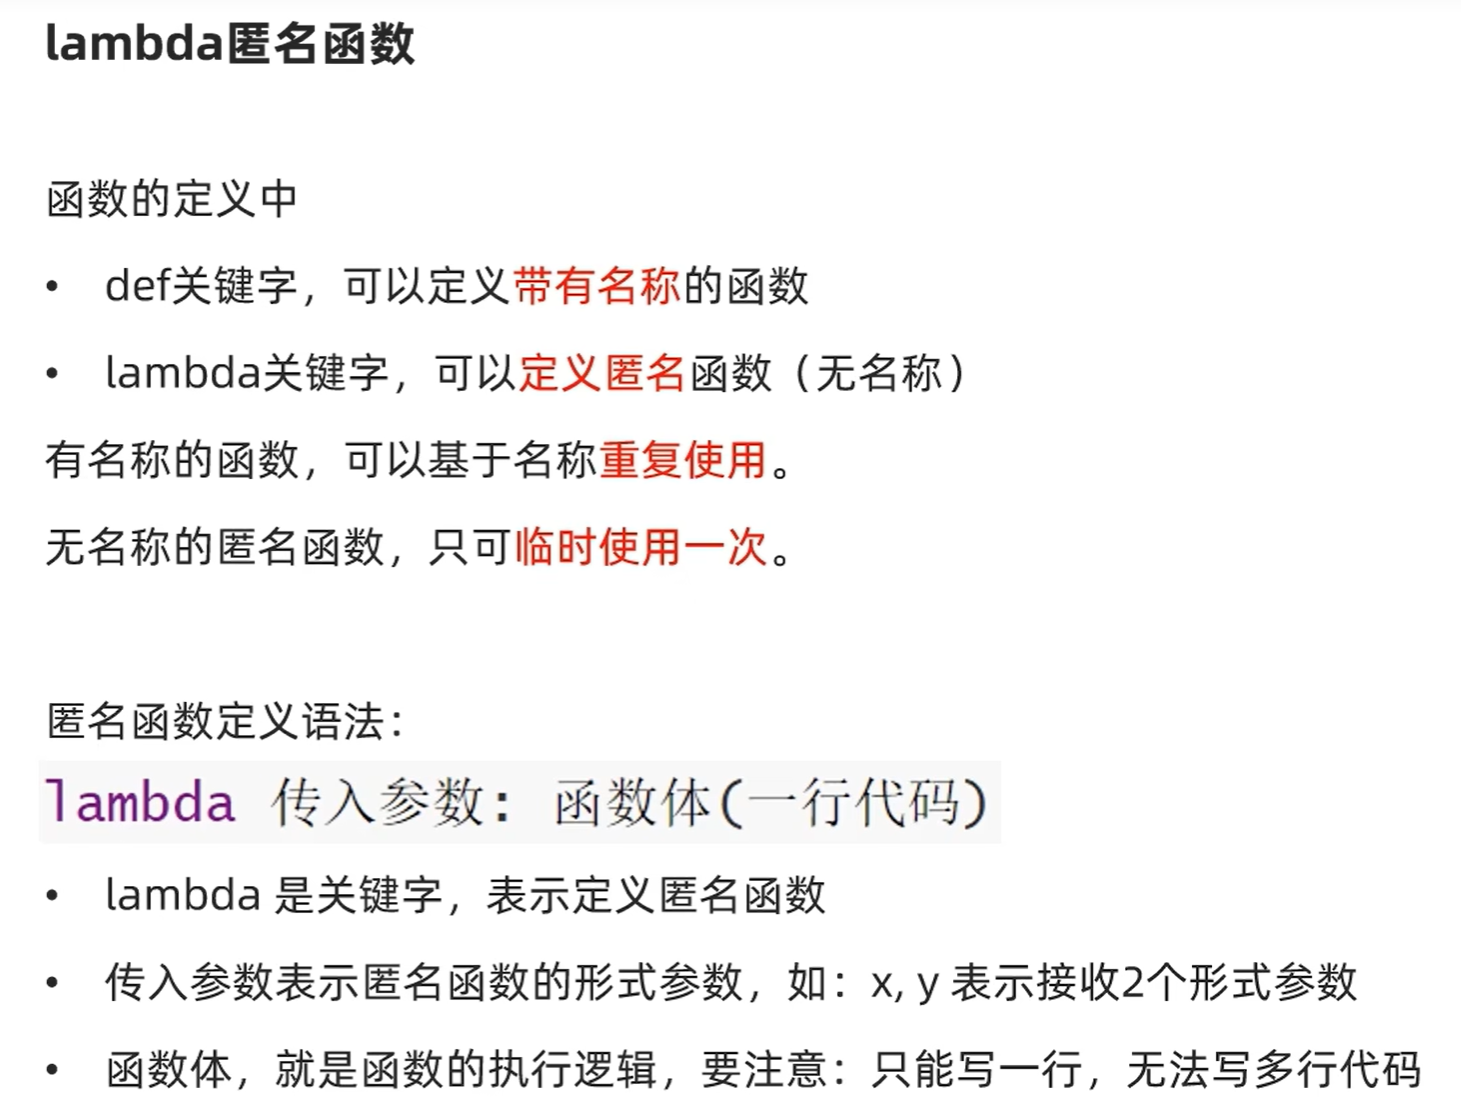 lambda匿名函数
函数的定义中
• def关键字，可以定义带有名称的函数
• lambda关键字，可以定义匿名函数（无名称）
有名称的函数，可以基于名称重复使用。
无名称的匿名函数，只可临时使用一次。
匿名函数定义语法：
lambda 传入参数: 函数体(一行代码)
• lambda 是关键字，表示定义匿名函数
• 传入参数表示匿名函数的形式参数，如：x, y 表示接收2个形式参数
• 函数体，就是函数的执行逻辑，要注意：只能写一行，无法写多行代码